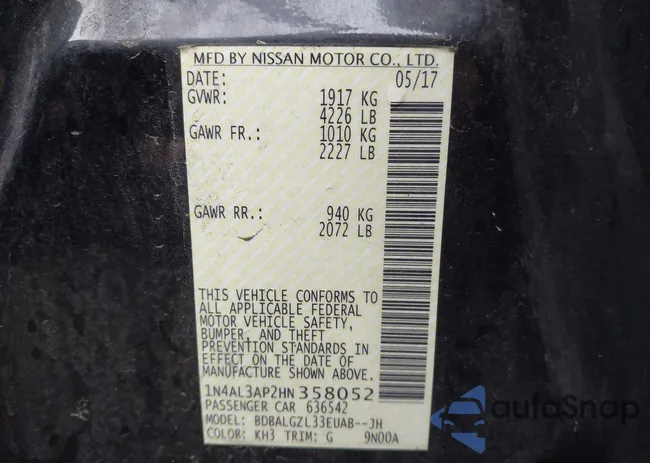 MFD BY NISSAN MOTOR CO., LTD.
DATE: 05/17
GVWR: 1917 KG
4226 LB
GAWR FR.: 1010 KG
2227 LB
GAWR RR.: 940 KG
2072 LB
THIS VEHICLE CONFORMS TO
ALL APPLICABLE FEDERAL
MOTOR VEHICLE SAFETY,
BUMPER, AND THEFT
PREVENTION STANDARDS IN
EFFECT ON THE DATE OF
MANUFACTURE SHOWN ABOVE.
1N4AL3AP2HN358052
PASSENGER CAR 636542
MODEL: BDBALGZL33EUAB--JH
COLOR: KH3 TRIM: G 9N00A
autoSnap